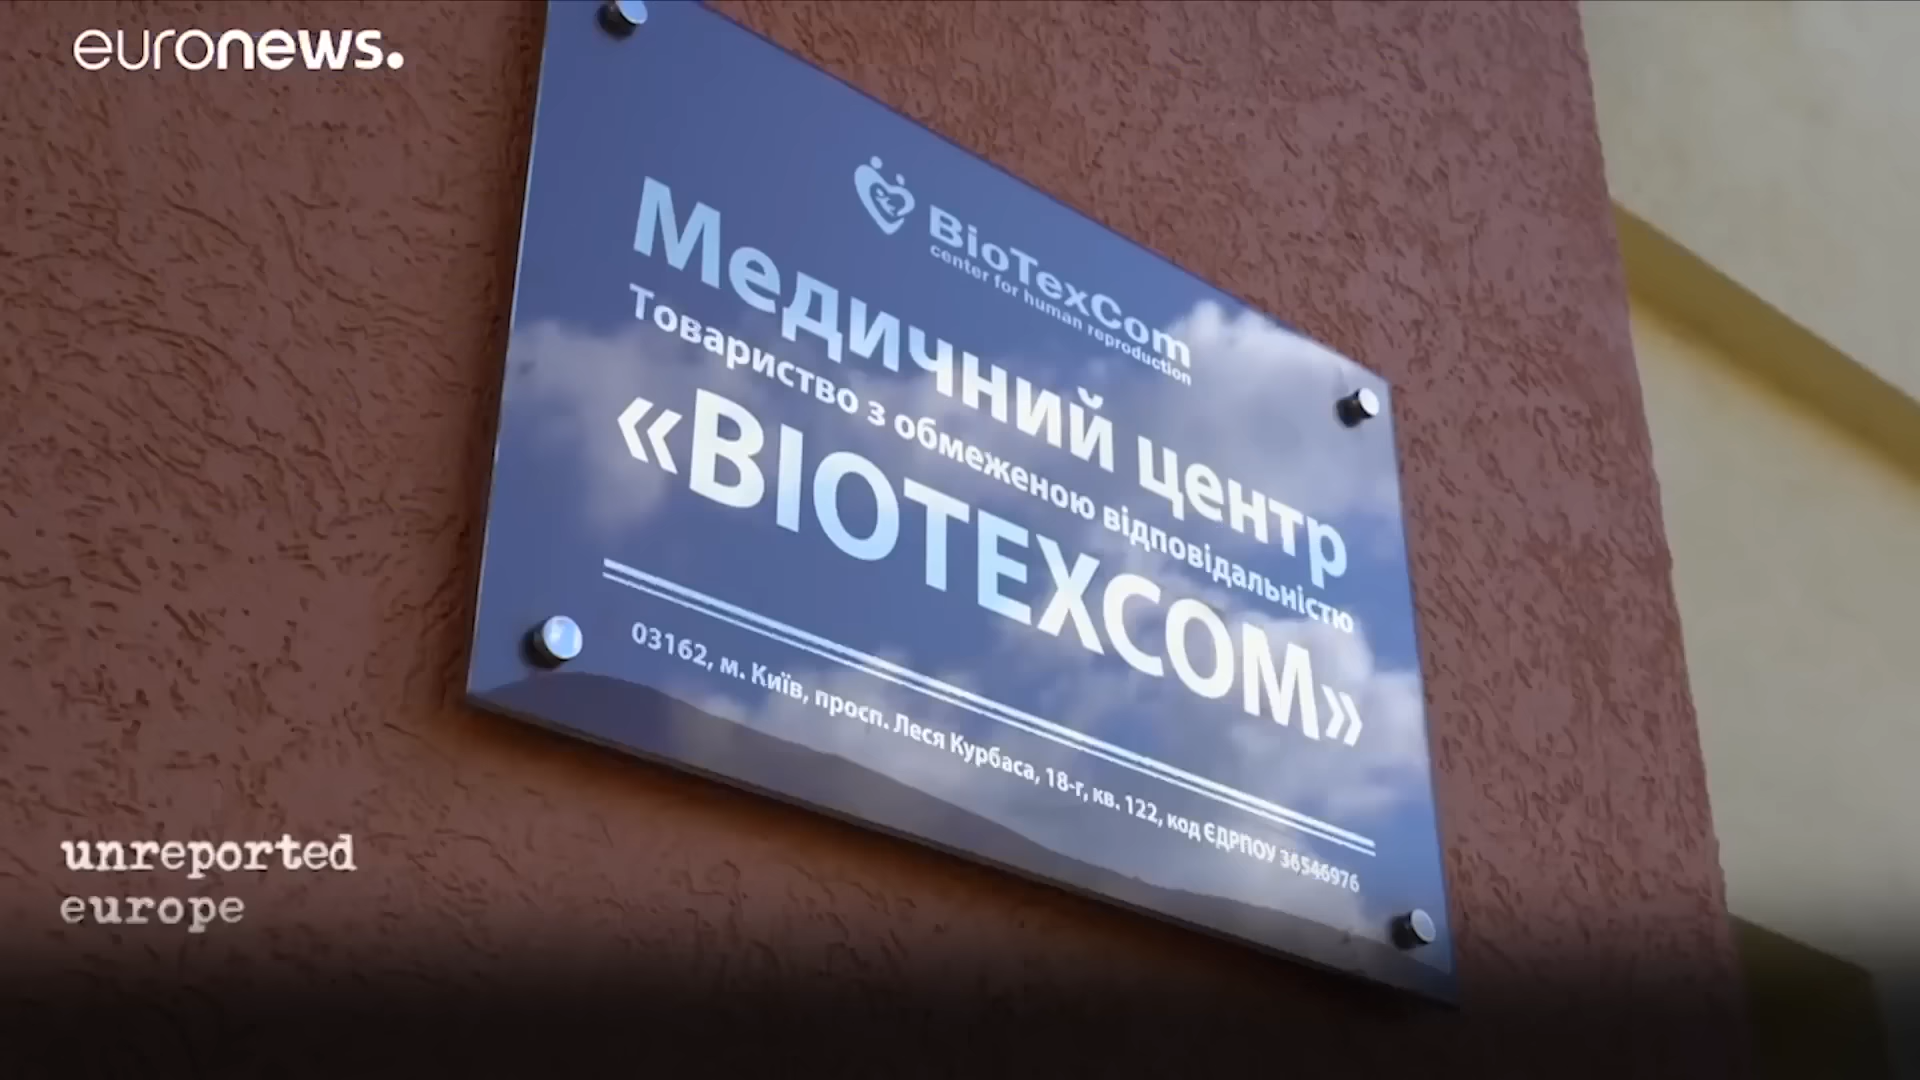 euronews.
BioTexCom
center for human reproduction
Медичний центр
Товариство з обмеженою відповідальністю
«BIOTEXCOM»
03162, м. Київ, просп. Леся Курбаса, 18-г, кв. 122, код ЄДРПОУ 36546976
unreported
europe